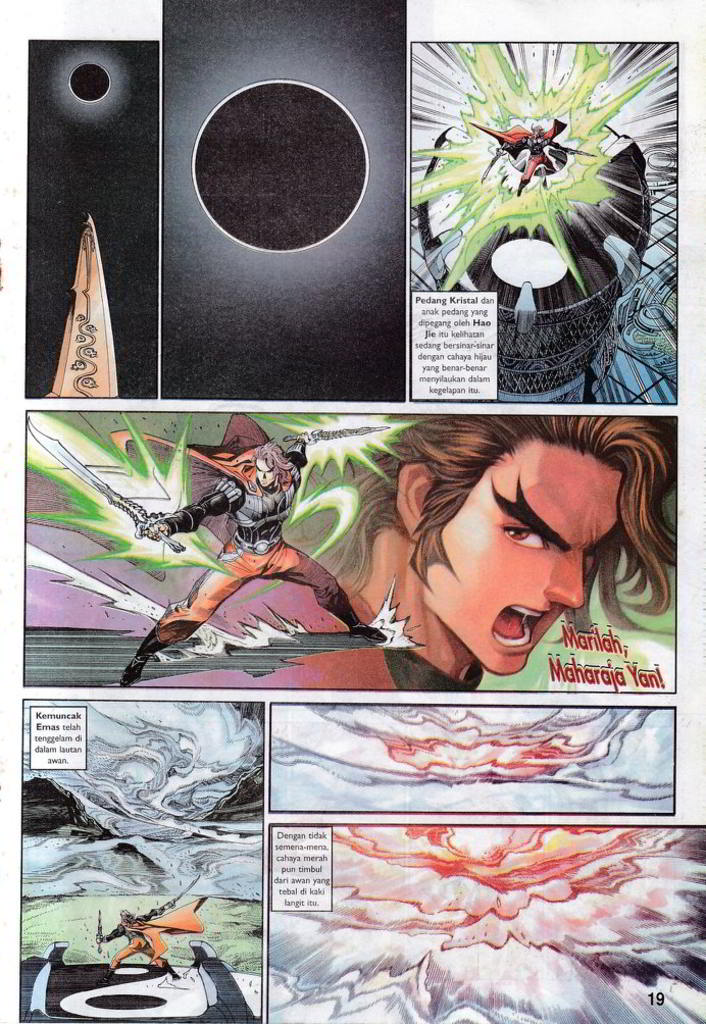 Pedang Kristal dan
anak pedang yang
dipegang oleh Hao
Jie itu kelihatan
sedang bersinar-sinar
dengan cahaya hijau
yang benar-benar
menyilaukan dalam
kegelapan itu.
Marilah,
Maharaja Yan!
Kemuncak
Emas telah
tenggelam di
dalam lautan
awan.
Dengan tidak
semena-mena,
cahaya merah
pun timbul
dari awan yang
tebal di kaki
langit itu.
19